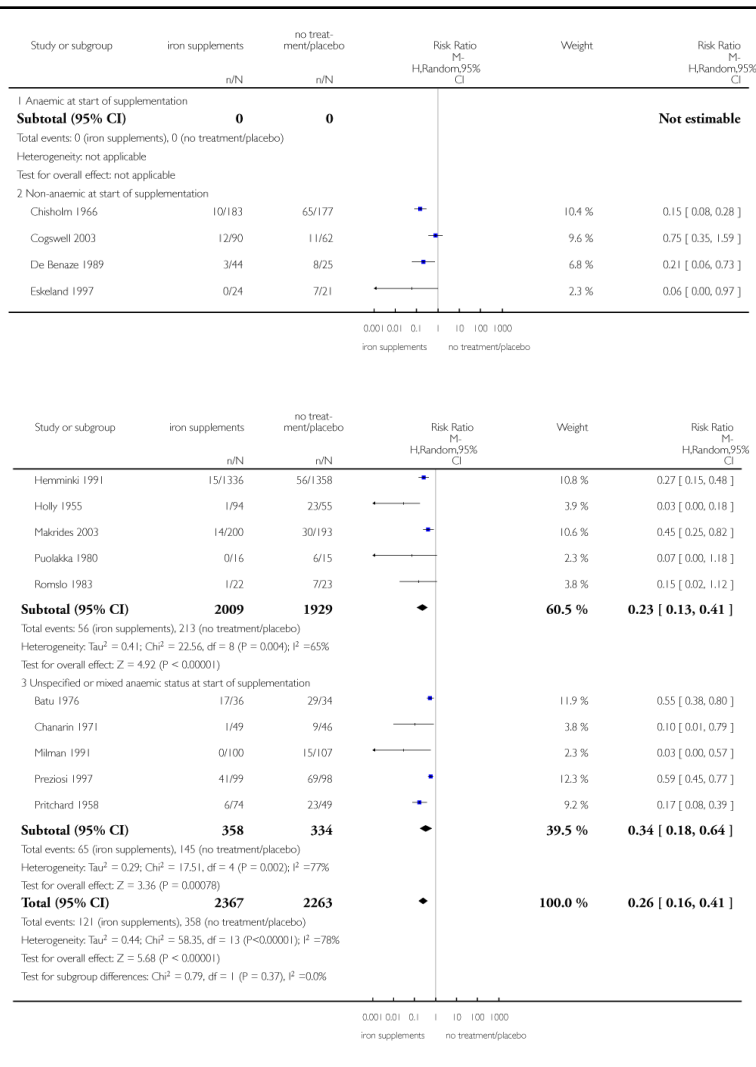 Study or subgroup iron supplements no treat-ment/placebo Risk Ratio Weight Risk Ratio
M-H,Random,95% CI M-H,Random,95% CI
n/N n/N
1 Anaemic at start of supplementation
Subtotal (95% CI) 0 0 Not estimable
Total events: 0 (iron supplements), 0 (no treatment/placebo)
Heterogeneity: not applicable
Test for overall effect: not applicable
2 Non-anaemic at start of supplementation
Chisholm 1966 10/183 65/177 10.4 % 0.15 [ 0.08, 0.28 ]
Cogswell 2003 12/90 11/62 9.6 % 0.75 [ 0.35, 1.59 ]
De Benaze 1989 3/44 8/25 6.8 % 0.21 [ 0.06, 0.73 ]
Eskeland 1997 0/24 7/21 2.3 % 0.06 [ 0.00, 0.97 ]
0.001 0.01 0.1 1 10 100 1000
iron supplements no treatment/placebo
Study or subgroup iron supplements no treat-ment/placebo Risk Ratio Weight Risk Ratio
M-H,Random,95% CI M-H,Random,95% CI
n/N n/N
Hemminki 1991 15/1336 56/1358 10.8 % 0.27 [ 0.15, 0.48 ]
Holly 1955 1/94 23/55 3.9 % 0.03 [ 0.00, 0.18 ]
Makrides 2003 14/200 30/193 10.6 % 0.45 [ 0.25, 0.82 ]
Puolakka 1980 0/16 6/15 2.3 % 0.07 [ 0.00, 1.18 ]
Romslo 1983 1/22 7/23 3.8 % 0.15 [ 0.02, 1.12 ]
Subtotal (95% CI) 2009 1929 60.5 % 0.23 [ 0.13, 0.41 ]
Total events: 56 (iron supplements), 213 (no treatment/placebo)
Heterogeneity: Tau² = 0.41; Chi² = 22.56, df = 8 (P = 0.004); I² =65%
Test for overall effect: Z = 4.92 (P < 0.00001)
3 Unspecified or mixed anaemic status at start of supplementation
Batu 1976 17/36 29/34 11.9 % 0.55 [ 0.38, 0.80 ]
Chanarin 1971 1/49 9/46 3.8 % 0.10 [ 0.01, 0.79 ]
Milman 1991 0/100 15/107 2.3 % 0.03 [ 0.00, 0.57 ]
Preziosi 1997 41/99 69/98 12.3 % 0.59 [ 0.45, 0.77 ]
Pritchard 1958 6/74 23/49 9.2 % 0.17 [ 0.08, 0.39 ]
Subtotal (95% CI) 358 334 39.5 % 0.34 [ 0.18, 0.64 ]
Total events: 65 (iron supplements), 145 (no treatment/placebo)
Heterogeneity: Tau² = 0.29; Chi² = 17.51, df = 4 (P = 0.002); I² =77%
Test for overall effect: Z = 3.36 (P = 0.00078)
Total (95% CI) 2367 2263 100.0 % 0.26 [ 0.16, 0.41 ]
Total events: 121 (iron supplements), 358 (no treatment/placebo)
Heterogeneity: Tau² = 0.44; Chi² = 58.35, df = 13 (P<0.00001); I² =78%
Test for overall effect: Z = 5.68 (P < 0.00001)
Test for subgroup differences: Chi² = 0.79, df = 1 (P = 0.37), I² =0.0%
0.001 0.01 0.1 1 10 100 1000
iron supplements no treatment/placebo